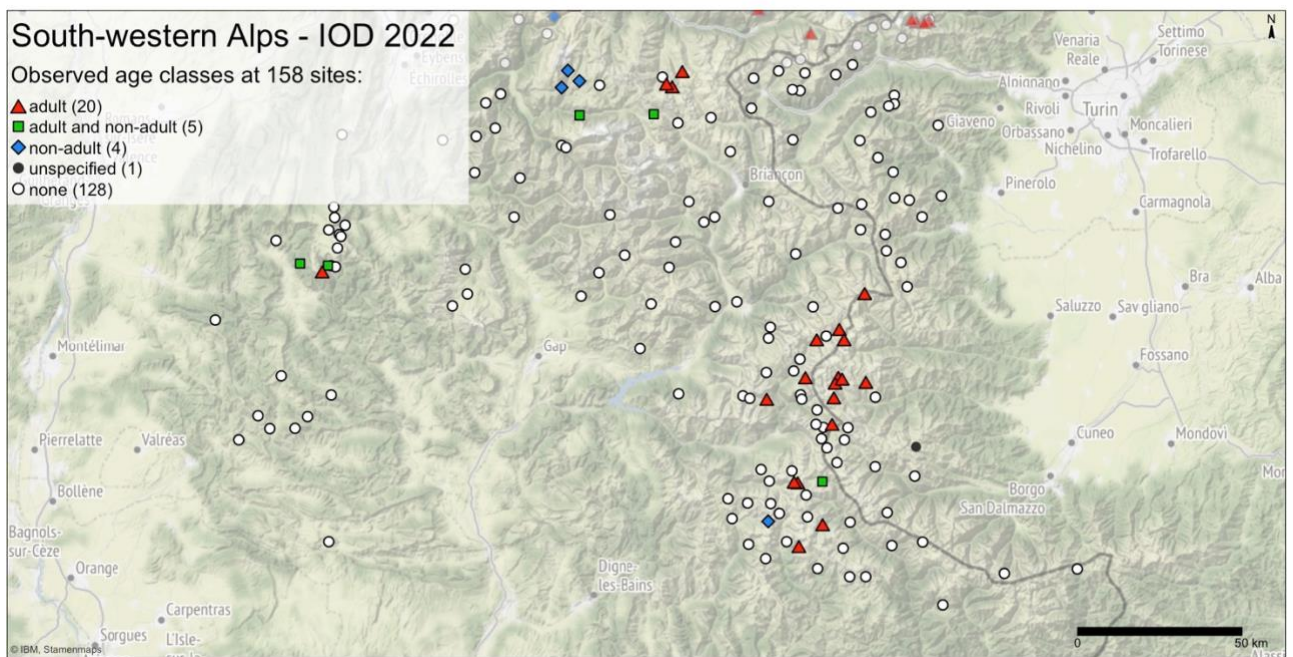 South-western Alps - IOD 2022
Observed age classes at 158 sites:
adult (20)
adult and non-adult (5)
non-adult (4)
unspecified (1)
none (128)
N
Eybens
Échirolles
Settimo
Torinese
Venaria
Reale
Alpignano
Rivoli
Turin
Giaveno
Orbassano
Moncalieri
Nichelino
Trofarello
Briançon
Pinerolo
Carmagnola
Bra
Alba
Saluzzo
Savigliano
Montélimar
Gap
Fossano
Pierrelatte
Valréas
Cuneo
Mondovì
Mon
Bollène
Borgo
San Dalmazzo
Bagnols-
sur-Cèze
Orange
Digne-
les-Bains
Carpentras
Sorgues
L'Isle-
0
50 km
© IBM, Stamenmaps